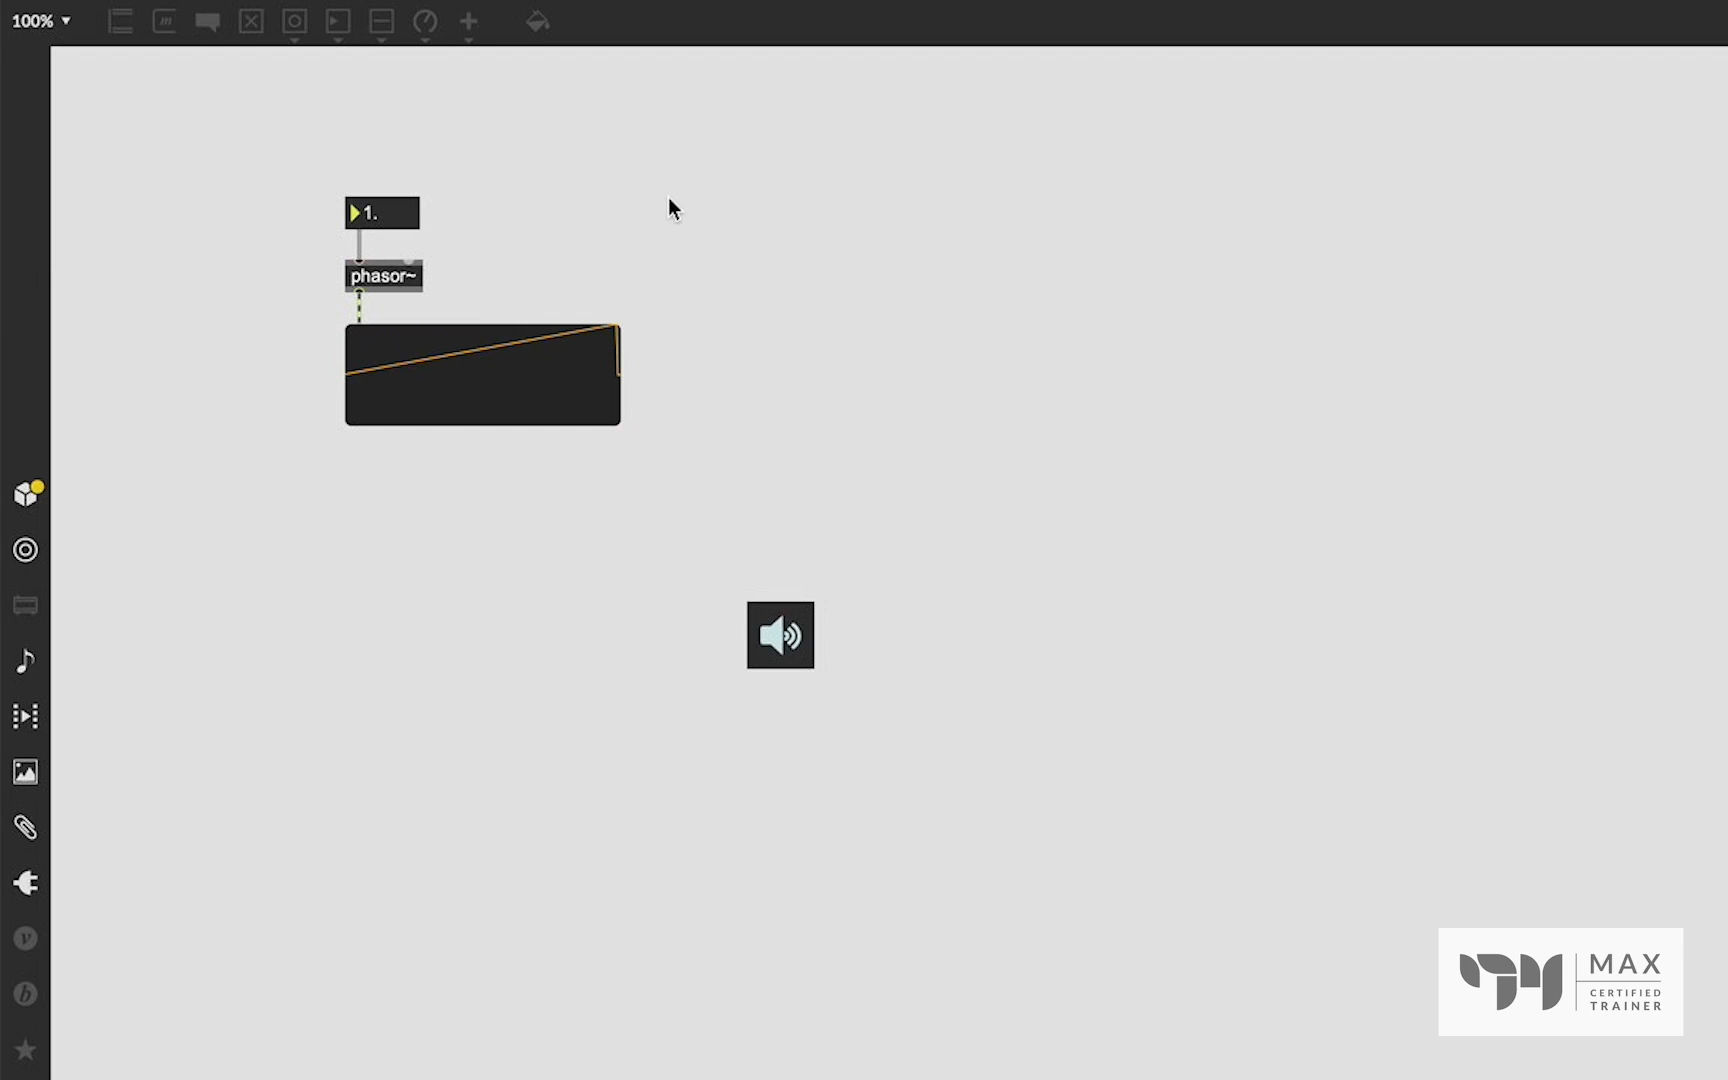 100%
m
1.
phasor~
v
b
MAX
CERTIFIED
TRAINER